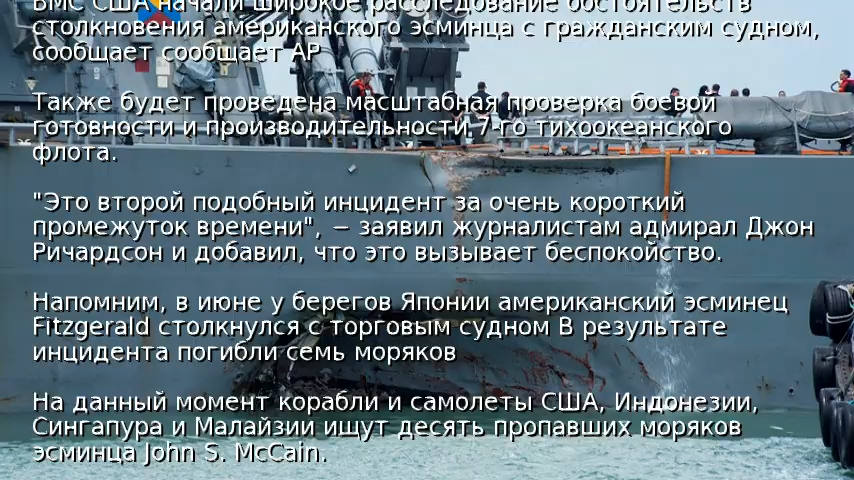 ВМС США начали широкое расследование обстоятельств
столкновения американского эсминца с гражданским судном,
сообщает сообщает AP
Также будет проведена масштабная проверка боевой
готовности и производительности 7-го тихоокеанского
флота.
"Это второй подобный инцидент за очень короткий
промежуток времени", − заявил журналистам адмирал Джон
Ричардсон и добавил, что это вызывает беспокойство.
Напомним, в июне у берегов Японии американский эсминец
Fitzgerald столкнулся с торговым судном В результате
инцидента погибли семь моряков
На данный момент корабли и самолеты США, Индонезии,
Сингапура и Малайзии ищут десять пропавших моряков
эсминца John S. McCain.